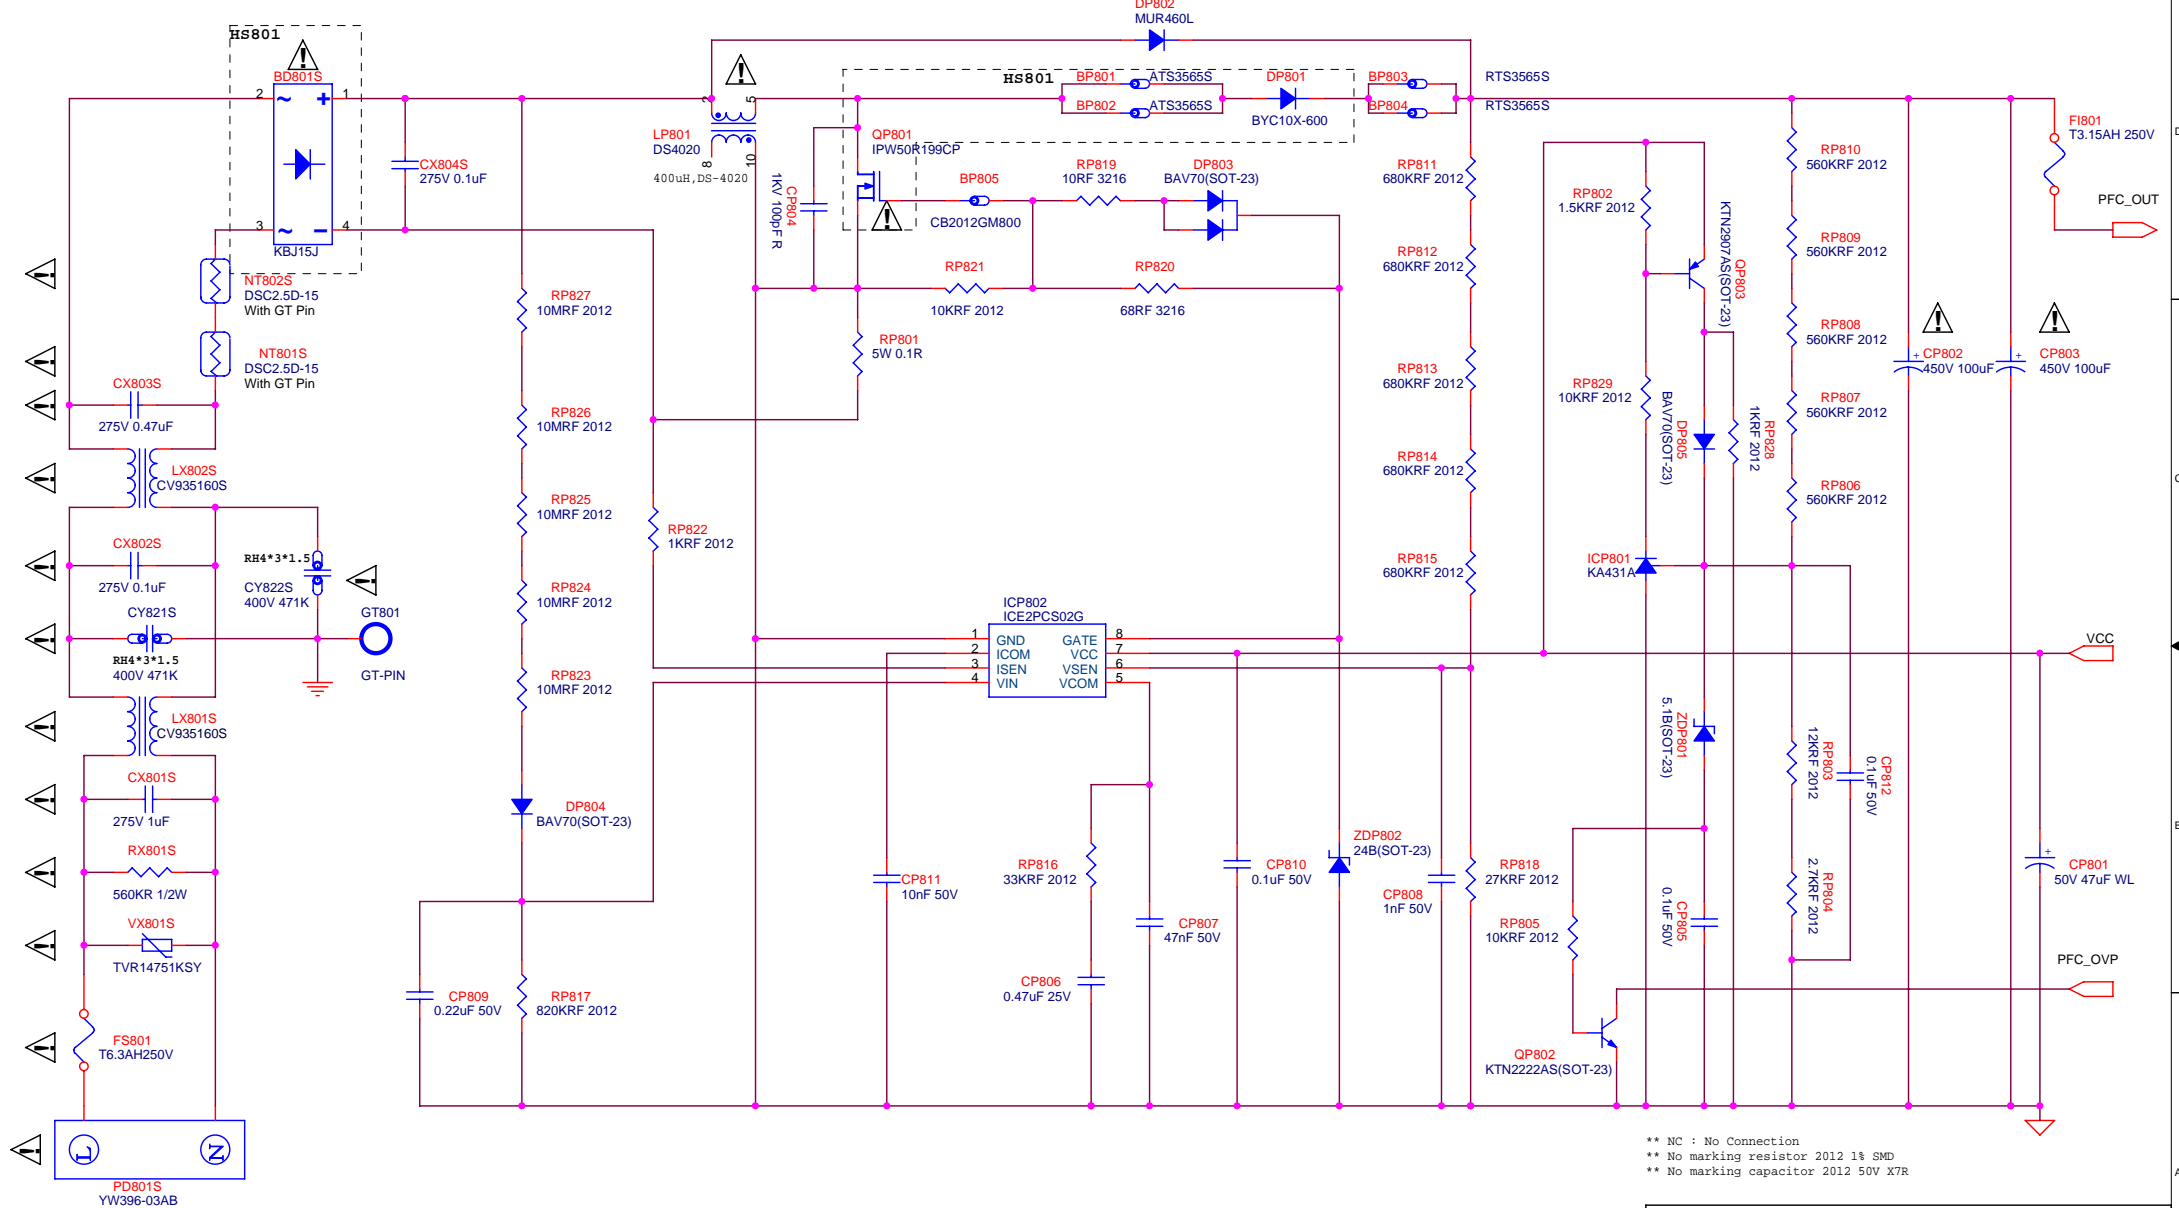 DP802
MUR460L
HS801
BD801S
2
1
3
4
KBJ15J
CX804S
275V 0.1uF
LP801
DS4020
400uH,DS-4020
2
5
8
10
HS801
QP801
IPW50R199CP
CP804
1KV 100pF R
BP801
ATS3565S
BP802
ATS3565S
DP801
BYC10X-600
BP803
RTS3565S
BP804
RTS3565S
BP805
CB2012GM800
RP819
10RF 3216
DP803
BAV70(SOT-23)
RP821
10KRF 2012
RP820
68RF 3216
RP801
5W 0.1R
RP811
680KRF 2012
RP812
680KRF 2012
RP813
680KRF 2012
RP814
680KRF 2012
RP815
680KRF 2012
RP802
1.5KRF 2012
QP803
KTN2907AS(SOT-23)
RP829
10KRF 2012
DP805
BAV70(SOT-23)
RP828
1KRF 2012
RP810
560KRF 2012
RP809
560KRF 2012
RP808
560KRF 2012
RP807
560KRF 2012
RP806
560KRF 2012
FI801
T3.15AH 250V
PFC_OUT
+
CP802
450V 100uF
+
CP803
450V 100uF
NT802S
DSC2.5D-15
With GT Pin
NT801S
DSC2.5D-15
With GT Pin
CX803S
275V 0.47uF
LX802S
CV935160S
CX802S
275V 0.1uF
RH4*3*1.5
CY822S
400V 471K
CY821S
RH4*3*1.5
400V 471K
GT801
GT-PIN
LX801S
CV935160S
CX801S
275V 1uF
RX801S
560KR 1/2W
VX801S
TVR14751KSY
FS801
T6.3AH250V
L
N
PD801S
YW396-03AB
RP827
10MRF 2012
RP826
10MRF 2012
RP825
10MRF 2012
RP824
10MRF 2012
RP823
10MRF 2012
DP804
BAV70(SOT-23)
RP822
1KRF 2012
CP809
0.22uF 50V
RP817
820KRF 2012
ICP802
ICE2PCS02G
1
GND
GATE
8
2
ICOM
VCC
7
3
ISEN
VSEN
6
4
VIN
VCOM
5
CP811
10nF 50V
RP816
33KRF 2012
CP806
0.47uF 25V
CP807
47nF 50V
CP810
0.1uF 50V
ZDP802
24B(SOT-23)
CP808
1nF 50V
RP818
27KRF 2012
ICP801
KA431A
ZDP801
5.1B(SOT-23)
RP803
12KRF 2012
CP812
0.1uF 50V
RP804
2.7KRF 2012
CP805
0.1uF 50V
RP805
10KRF 2012
QP802
KTN2222AS(SOT-23)
VCC
+
CP801
50V 47uF WL
PFC_OVP
** NC : No Connection
** No marking resistor 2012 1% SMD
** No marking capacitor 2012 50V X7R